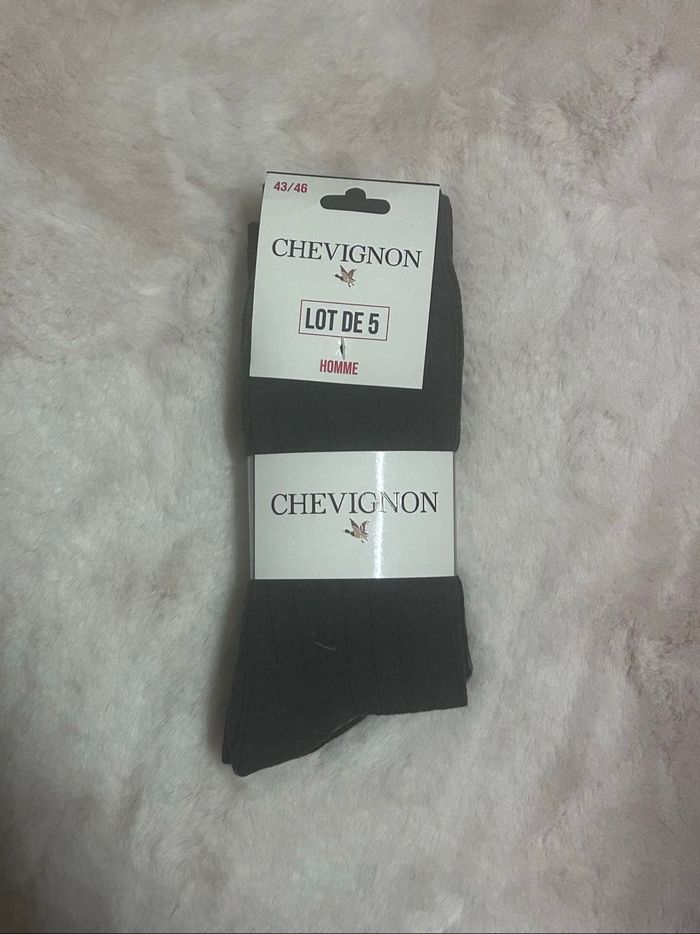 43/46
CHEVIGNON
LOT DE 5
HOMME
CHEVIGNON